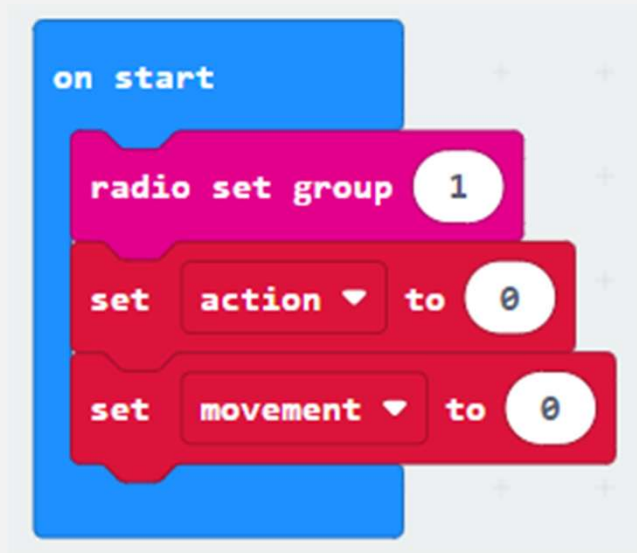 on start
radio set group 1
set action to 0
set movement to 0